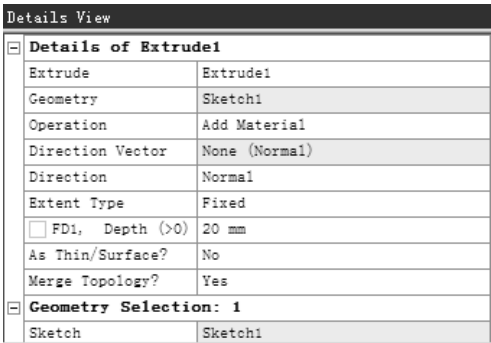 Details View
Details of Extrude1
Extrude Extrude1
Geometry Sketch1
Operation Add Material
Direction Vector None (Normal)
Direction Normal
Extent Type Fixed
FD1, Depth (>0) 20 mm
As Thin/Surface? No
Merge Topology? Yes
Geometry Selection: 1
Sketch Sketch1